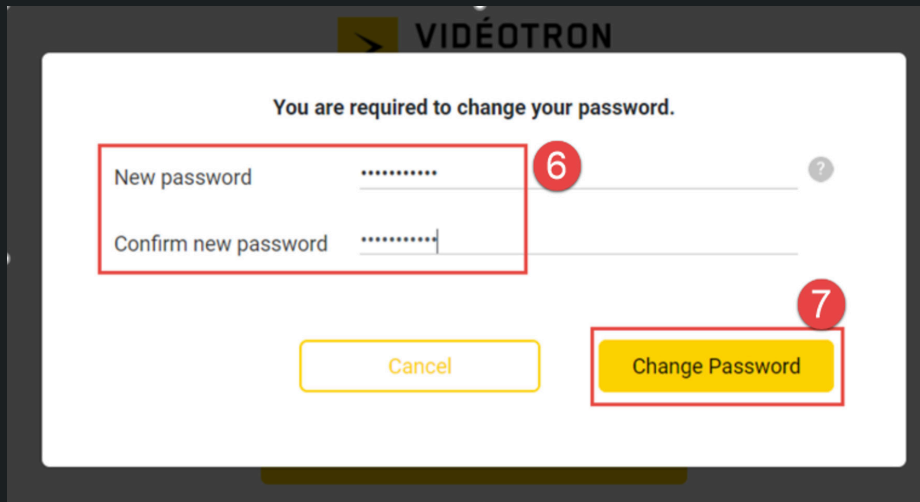 VIDÉOTRON
You are required to change your password.
New password ••••••••••• 6 ?
Confirm new password •••••••••••
7
Cancel Change Password